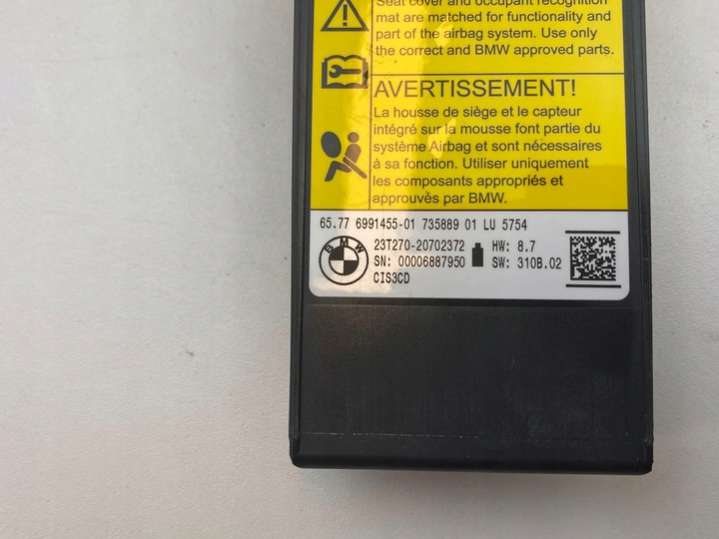 Seat cover and occupant recognition
mat are matched for functionality and
part of the airbag system. Use only
the correct and BMW approved parts.
AVERTISSEMENT!
La housse de siège et le capteur
intégré sur la mousse font partie du
système Airbag et sont nécessaires
à sa fonction. Utiliser uniquement
les composants appropriés et
approuvés par BMW.
65.77 6991455-01 735889 01 LU 5754
BMW
23T270-20702372 HW: 8.7
SN: 00006887950 SW: 310B.02
CIS3CD